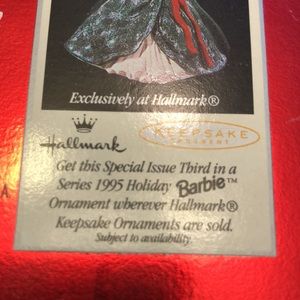 Exclusively at Hallmark®
Hallmark
KEEPSAKE
ORNAMENT
Get this Special Issue Third in a
Series 1995 Holiday Barbie™
Ornament wherever Hallmark®
Keepsake Ornaments are sold.
Subject to availability.